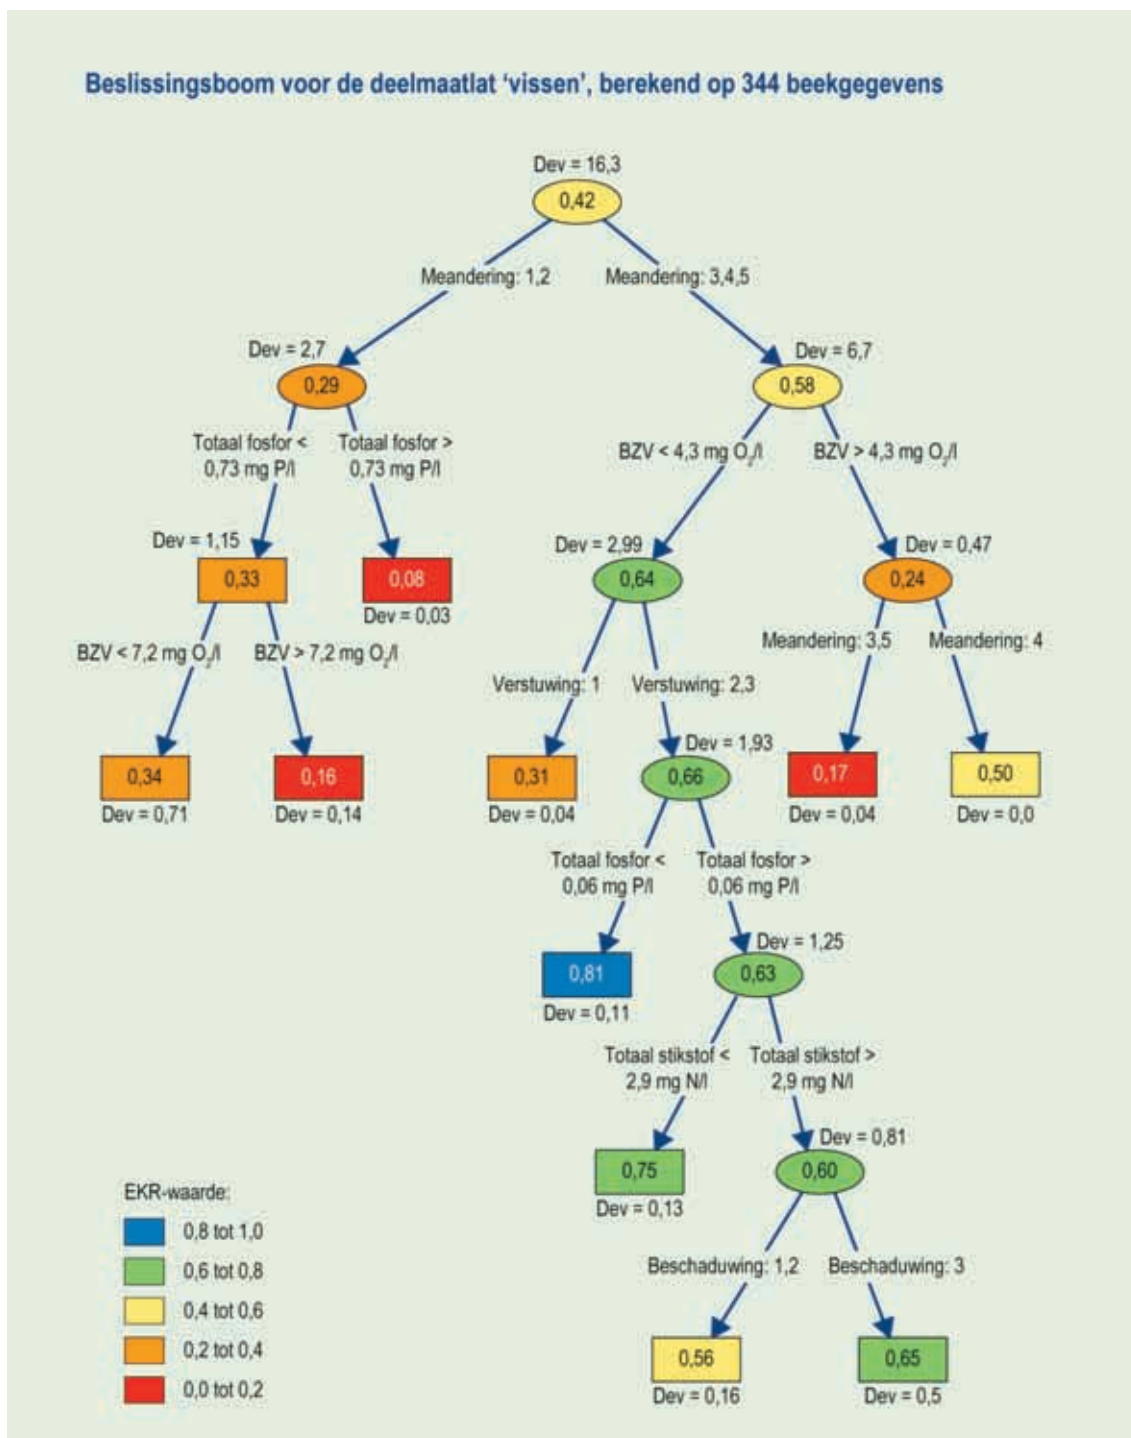 Beslissingsboom voor de deelmaatlat ‘vissen’, berekend op 344 beekgegevens
Dev = 16,3
0,42
Meandering: 1,2
Meandering: 3,4,5
Dev = 2,7
0,29
Dev = 6,7
0,58
Totaal fosfor <
0,73 mg P/l
Totaal fosfor >
0,73 mg P/l
BZV < 4,3 mg O₂/l
BZV > 4,3 mg O₂/l
Dev = 1,15
0,33
0,08
Dev = 0,03
Dev = 2,99
0,64
Dev = 0,47
0,24
BZV < 7,2 mg O₂/l
BZV > 7,2 mg O₂/l
Verstuwing: 1
Verstuwing: 2,3
Meandering: 3,5
Meandering: 4
0,34
Dev = 0,71
0,16
Dev = 0,14
0,31
Dev = 0,04
Dev = 1,93
0,66
0,17
Dev = 0,04
0,50
Dev = 0,0
Totaal fosfor <
0,06 mg P/l
Totaal fosfor >
0,06 mg P/l
0,81
Dev = 0,11
Dev = 1,25
0,63
Totaal stikstof <
2,9 mg N/l
Totaal stikstof >
2,9 mg N/l
0,75
Dev = 0,13
Dev = 0,81
0,60
Beschaduwing: 1,2
Beschaduwing: 3
0,56
Dev = 0,16
0,65
Dev = 0,5
EKR-waarde:
0,8 tot 1,0
0,6 tot 0,8
0,4 tot 0,6
0,2 tot 0,4
0,0 tot 0,2